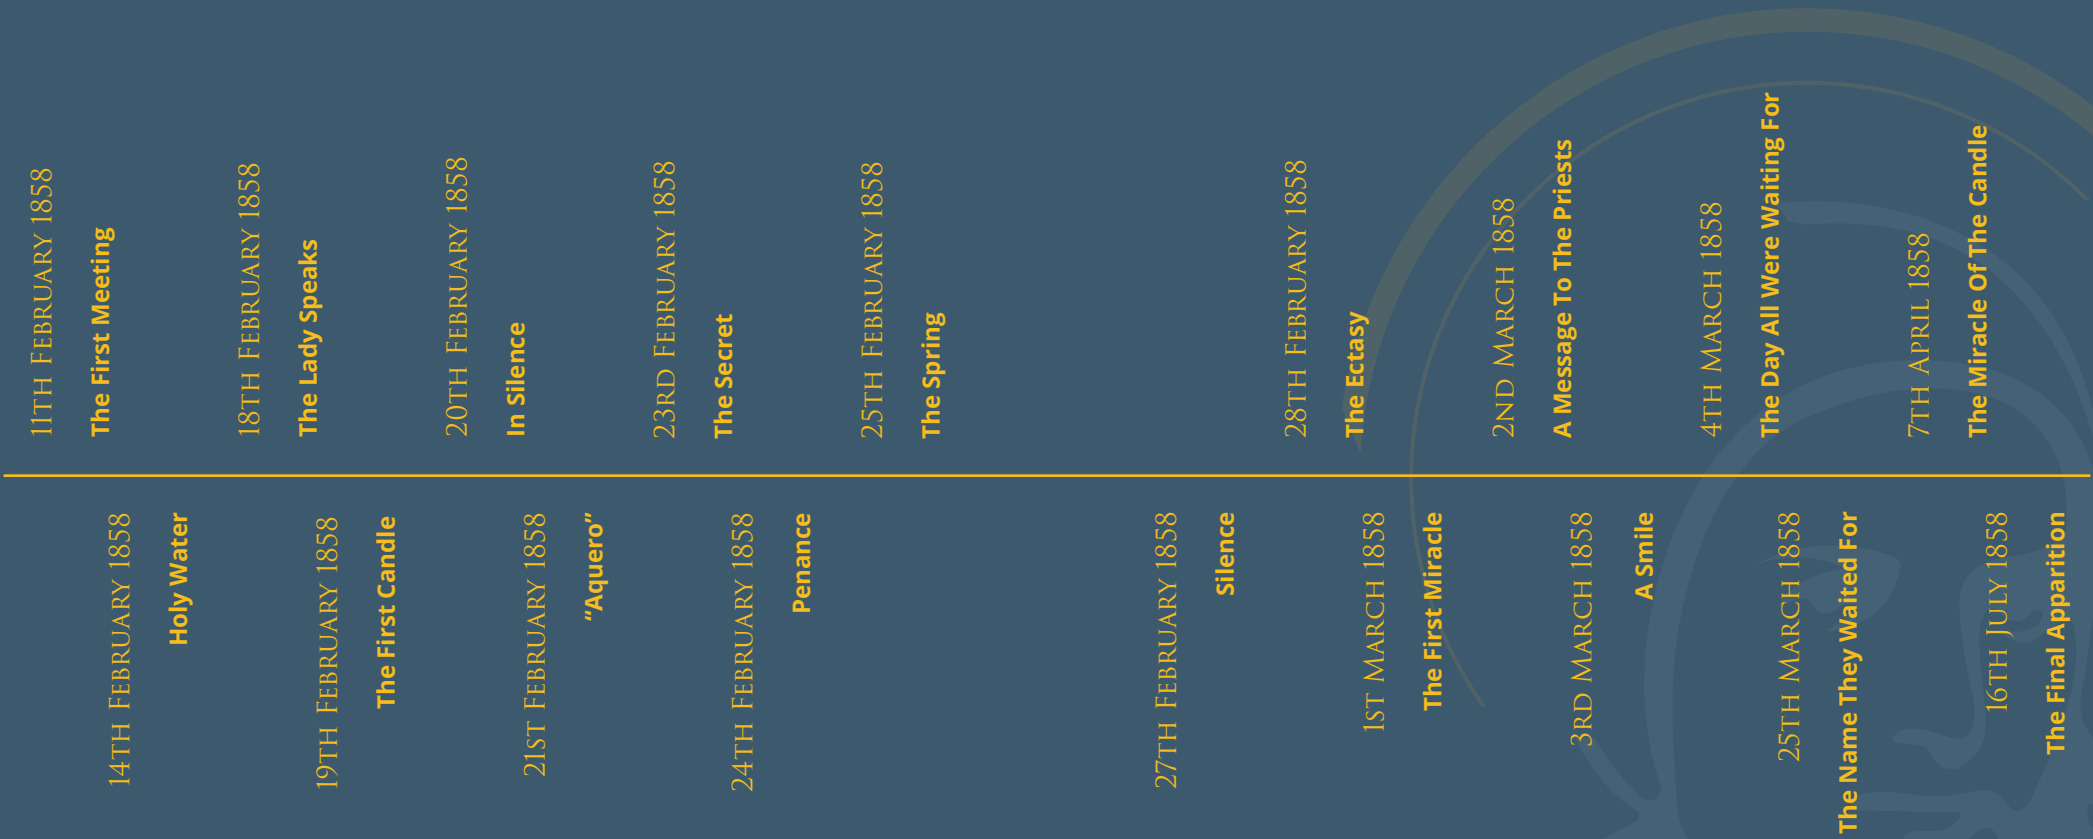 11TH FEBRUARY 1858
The First Meeting
14TH FEBRUARY 1858
Holy Water
18TH FEBRUARY 1858
The Lady Speaks
19TH FEBRUARY 1858
The First Candle
20TH FEBRUARY 1858
In Silence
21ST FEBRUARY 1858
“Aquero”
23RD FEBRUARY 1858
The Secret
24TH FEBRUARY 1858
Penance
25TH FEBRUARY 1858
The Spring
27TH FEBRUARY 1858
Silence
28TH FEBRUARY 1858
The Ectasy
1ST MARCH 1858
The First Miracle
2ND MARCH 1858
A Message To The Priests
3RD MARCH 1858
A Smile
4TH MARCH 1858
The Day All Were Waiting For
25TH MARCH 1858
The Name They Waited For
7TH APRIL 1858
The Miracle Of The Candle
16TH JULY 1858
The Final Apparition